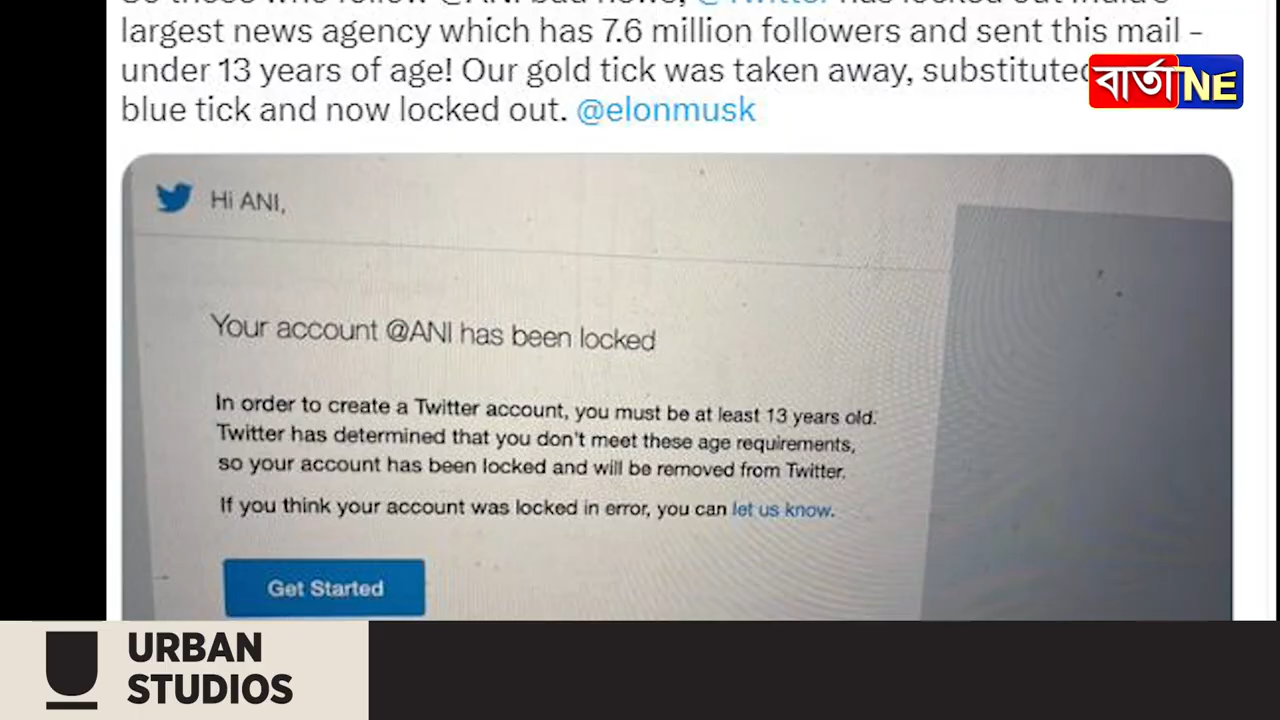 largest news agency which has 7.6 million followers and sent this mail –
under 13 years of age! Our gold tick was taken away, substituted
blue tick and now locked out. @elonmusk
বার্তা NE
Hi ANI,
Your account @ANI has been locked
In order to create a Twitter account, you must be at least 13 years old.
Twitter has determined that you don't meet these age requirements,
so your account has been locked and will be removed from Twitter.
If you think your account was locked in error, you can let us know.
Get Started
URBAN
STUDIOS